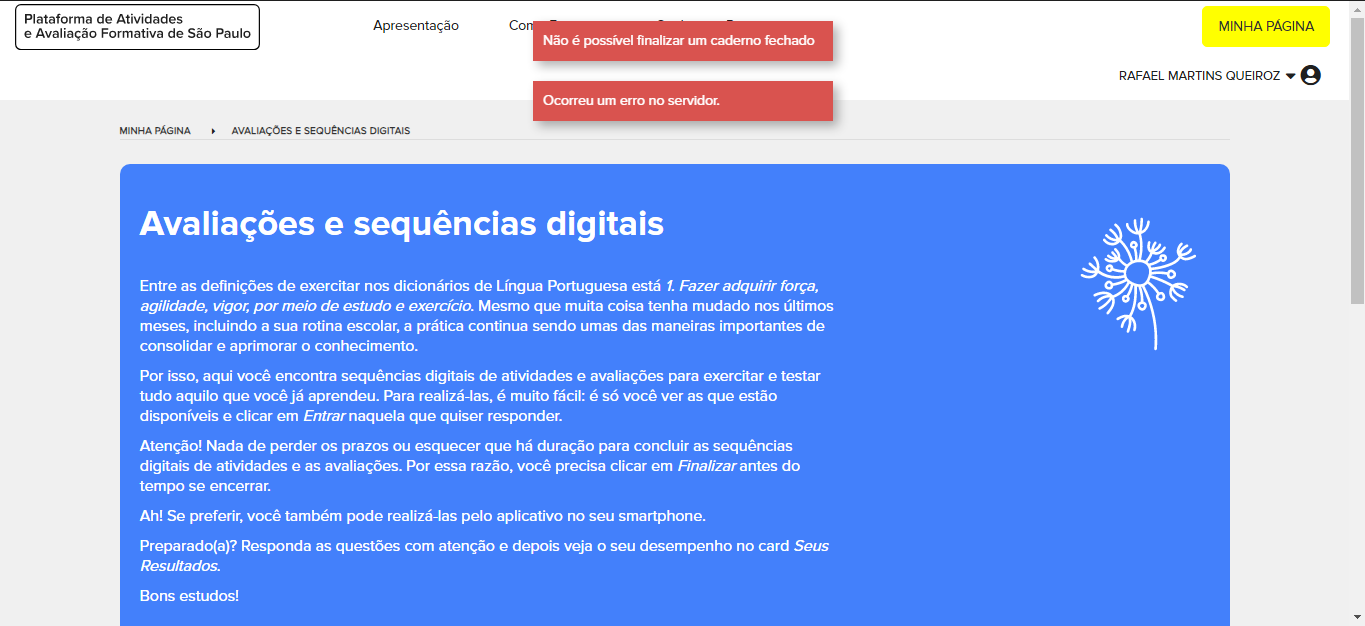 Plataforma de Atividades
e Avaliação Formativa de São Paulo
Apresentação
Não é possível finalizar um caderno fechado
MINHA PÁGINA
RAFAEL MARTINS QUEIROZ
Ocorreu um erro no servidor.
MINHA PÁGINA
AVALIAÇÕES E SEQUÊNCIAS DIGITAIS
Avaliações e sequências digitais
Entre as definições de exercitar nos dicionários de Língua Portuguesa está 1. Fazer adquirir força,
agilidade, vigor, por meio de estudo e exercício. Mesmo que muita coisa tenha mudado nos últimos
meses, incluindo a sua rotina escolar, a prática continua sendo umas das maneiras importantes de
consolidar e aprimorar o conhecimento.
Por isso, aqui você encontra sequências digitais de atividades e avaliações para exercitar e testar
tudo aquilo que você já aprendeu. Para realizá-las, é muito fácil: é só você ver as que estão
disponíveis e clicar em Entrar naquela que quiser responder.
Atenção! Nada de perder os prazos ou esquecer que há duração para concluir as sequências
digitais de atividades e as avaliações. Por essa razão, você precisa clicar em Finalizar antes do
tempo se encerrar.
Ah! Se preferir, você também pode realizá-las pelo aplicativo no seu smartphone.
Preparado(a)? Responda as questões com atenção e depois veja o seu desempenho no card Seus
Resultados.
Bons estudos!